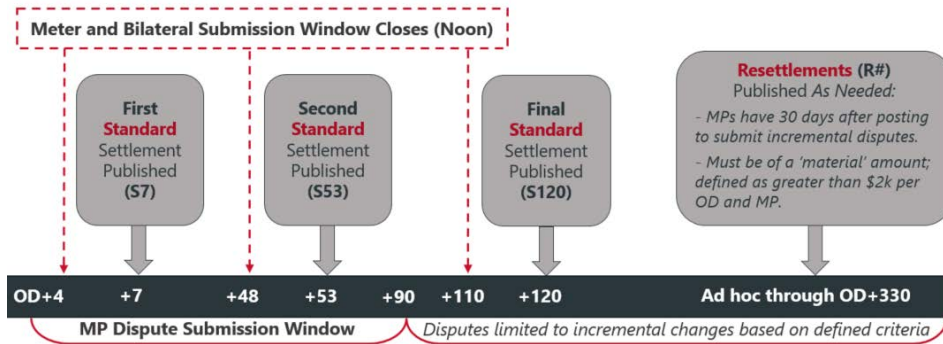 Meter and Bilateral Submission Window Closes (Noon)
First
Standard
Settlement
Published
(S7)
Second
Standard
Settlement
Published
(S53)
Final
Standard
Settlement
Published
(S120)
Resettlements (R#)
Published As Needed:
- MPs have 30 days after posting
to submit incremental disputes.
- Must be of a 'material' amount;
defined as greater than $2k per
OD and MP.
OD+4 +7 +48 +53 +90 +110 +120 Ad hoc through OD+330
MP Dispute Submission Window
Disputes limited to incremental changes based on defined criteria